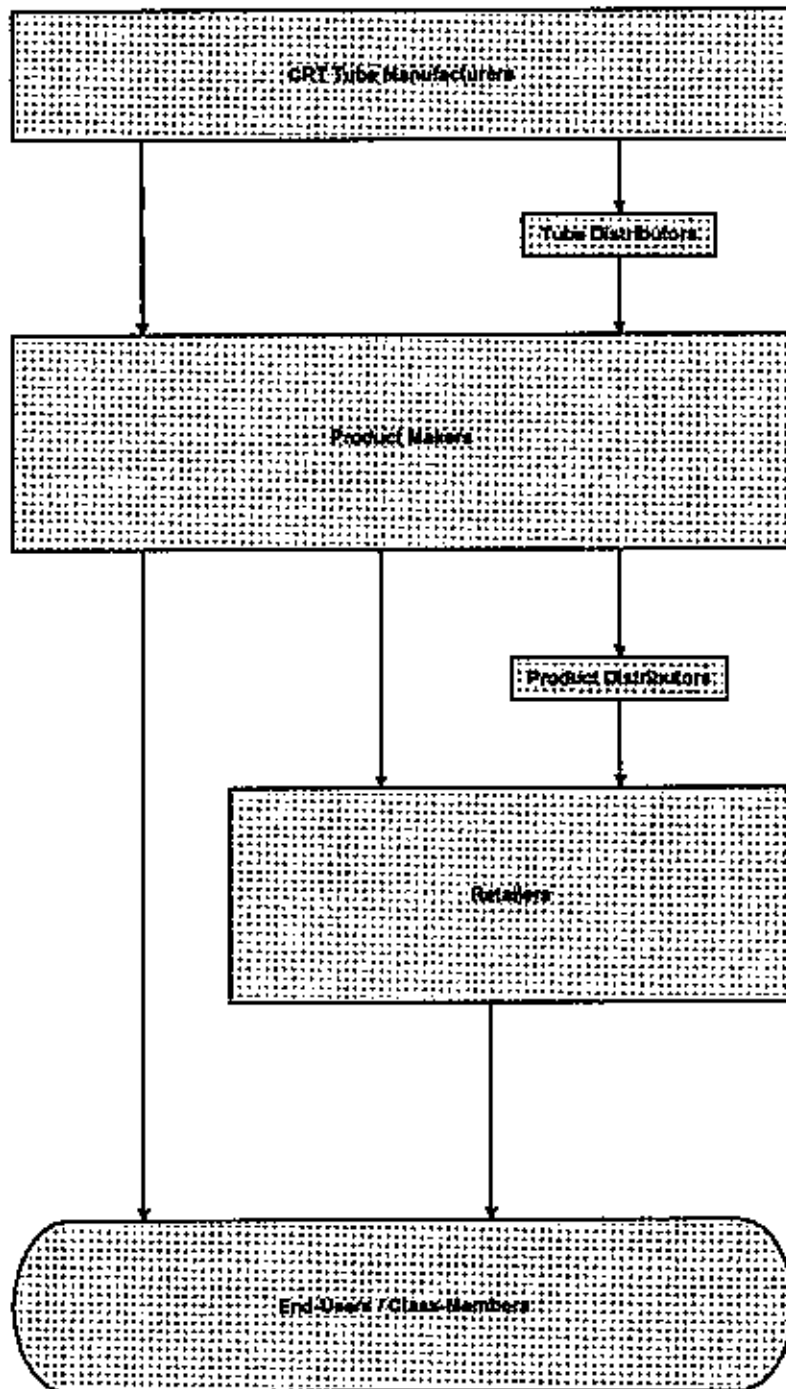 CRT Tube Manufacturers
Tube Distributors
Product Makers
Product Distributors
Retailers
End-Users / Class-Members